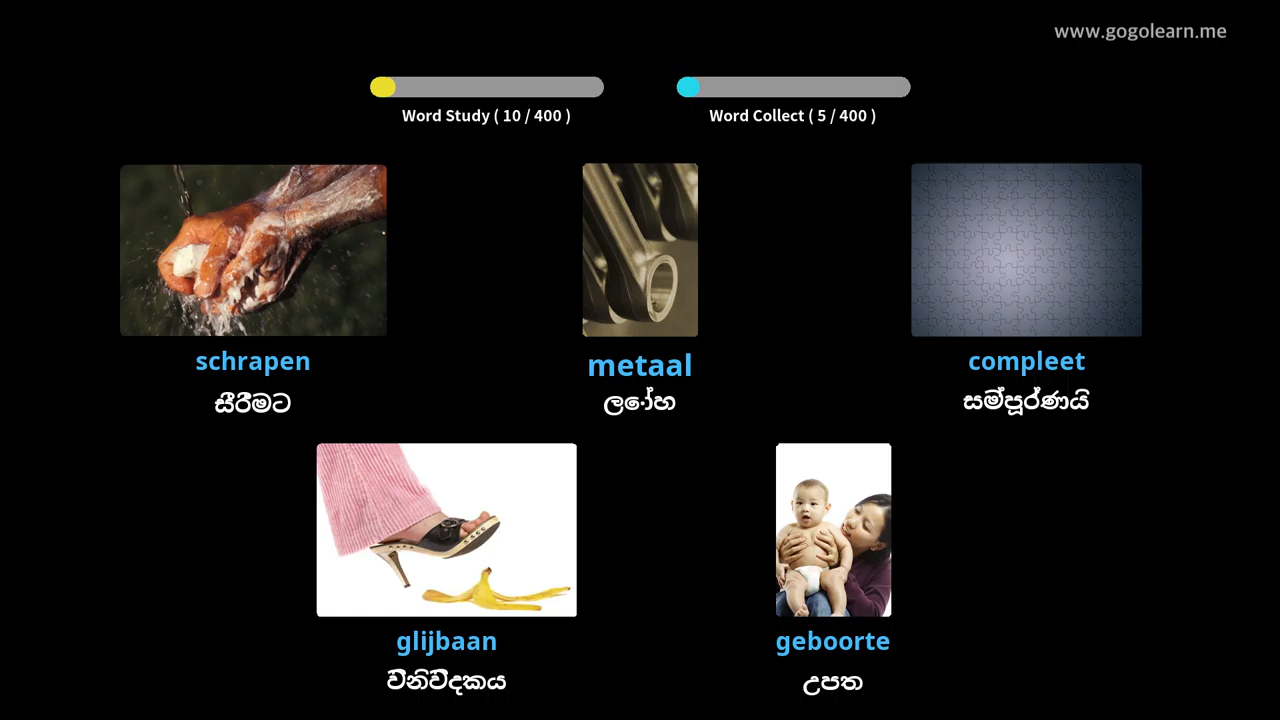 www.gogolearn.me
Word Study ( 10 / 400 )
Word Collect ( 5 / 400 )
schrapen
සීරීමට
metaal
ලෝහ
compleet
සම්පූර්ණයි
glijbaan
විනිවිදකය
geboorte
උපත